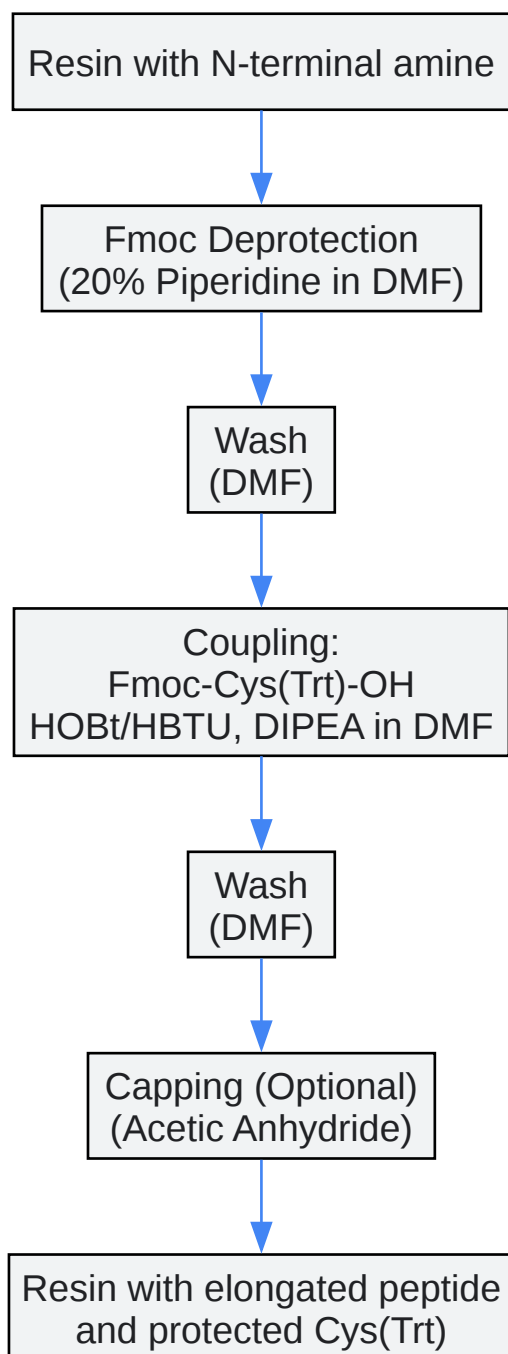 Resin with N-terminal amine
Fmoc Deprotection
(20% Piperidine in DMF)
Wash
(DMF)
Coupling:
Fmoc-Cys(Trt)-OH
HOBt/HBTU, DIPEA in DMF
Wash
(DMF)
Capping (Optional)
(Acetic Anhydride)
Resin with elongated peptide
and protected Cys(Trt)